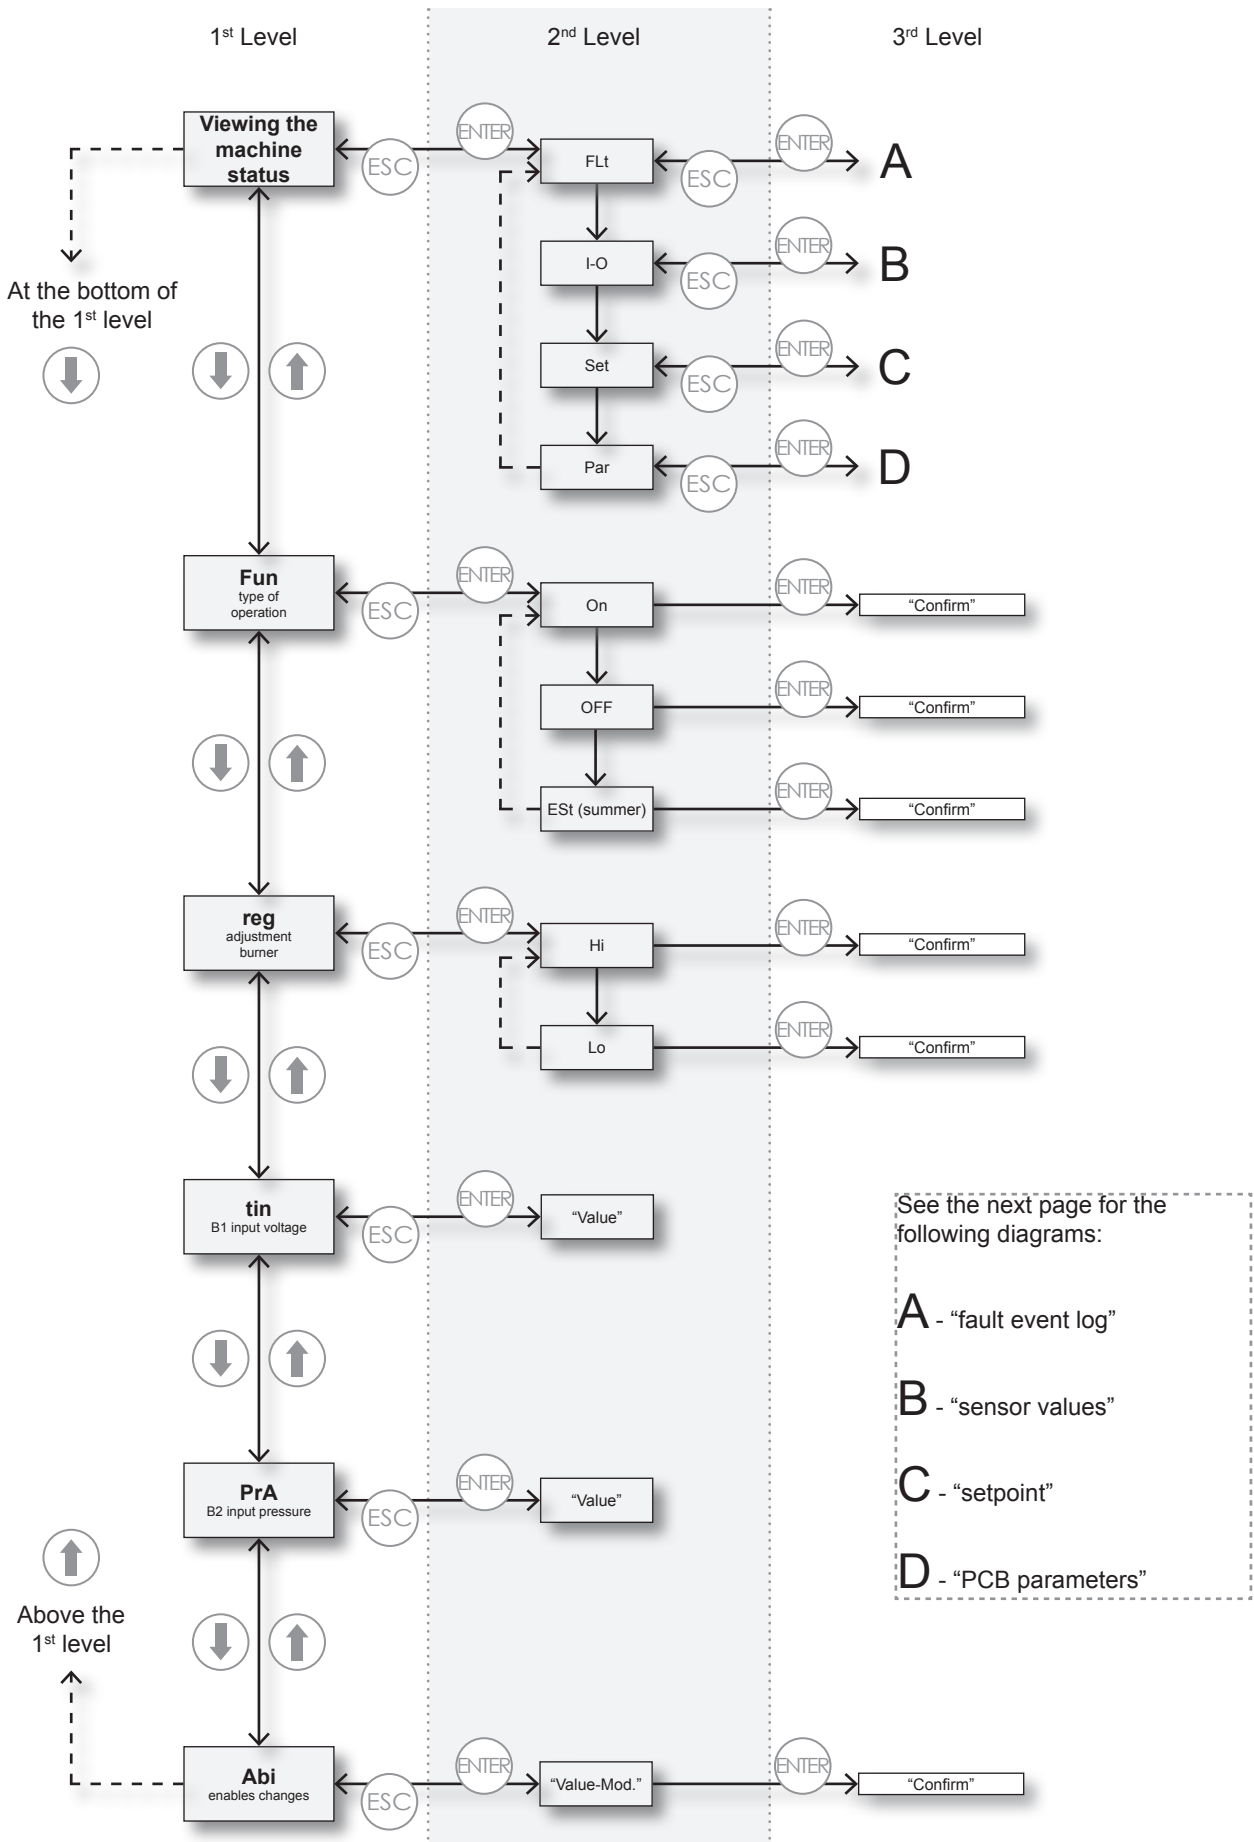 1st Level
2nd Level
3rd Level
Viewing the
machine
status
ESC
ENTER
FLt
ESC
ENTER
A
I-O
ESC
ENTER
B
At the bottom of
the 1st level
Set
ESC
ENTER
C
Par
ESC
ENTER
D
Fun
type of
operation
ESC
ENTER
On
ENTER
“Confirm”
OFF
ENTER
“Confirm”
ESt (summer)
ENTER
“Confirm”
reg
adjustment
burner
ESC
ENTER
Hi
ENTER
“Confirm”
Lo
ENTER
“Confirm”
tin
B1 input voltage
ESC
ENTER
“Value”
See the next page for the
following diagrams:
A - “fault event log”
B - “sensor values”
C - “setpoint”
D - “PCB parameters”
PrA
B2 input pressure
ESC
ENTER
“Value”
Above the
1st level
Abi
enables changes
ESC
ENTER
“Value-Mod.”
ENTER
“Confirm”